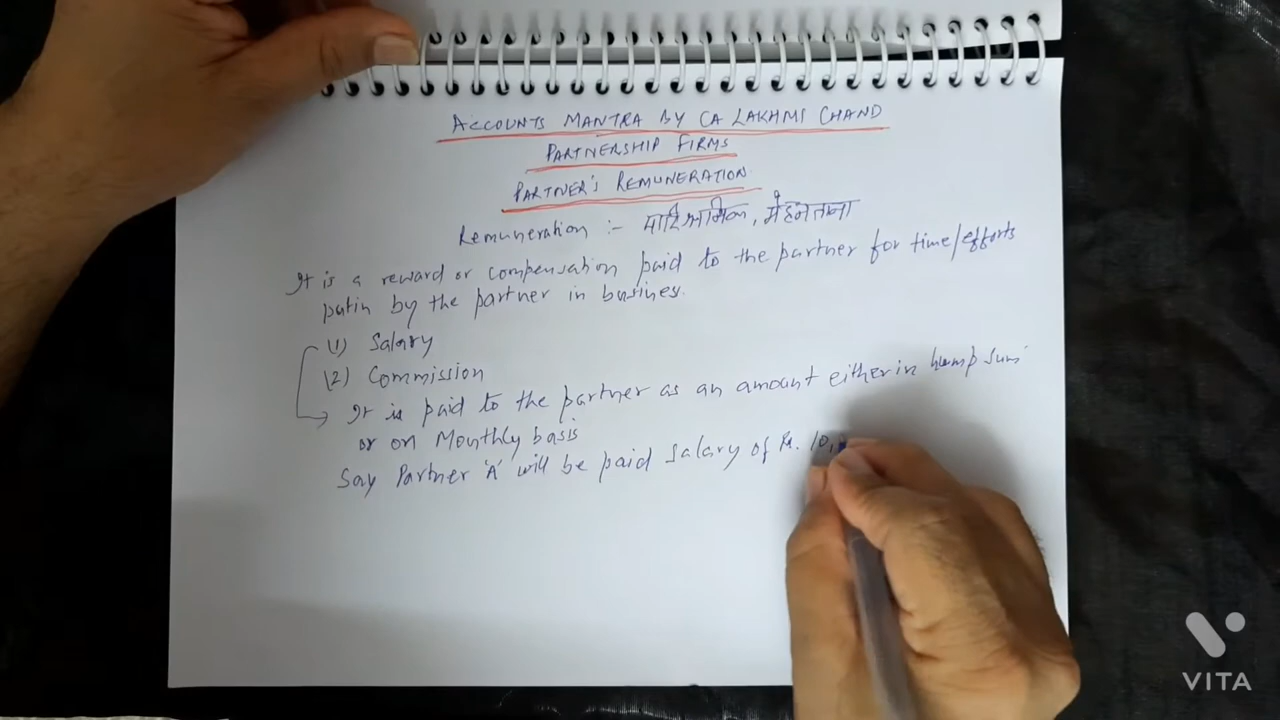 ACCOUNTS MANTRA BY CA LAKHMI CHAND
PARTNERSHIP FIRMS
PARTNER'S REMUNERATION
Remuneration :- पारिश्रमिक, मेहनताना
It is a reward or compensation paid to the partner for time/efforts
putin by the partner in business.
(1) Salary
(2) Commission
It is paid to the partner as an amount either in lump sum
or on Monthly basis
Say Partner 'A' will be paid salary of Rs. 10,
VITA